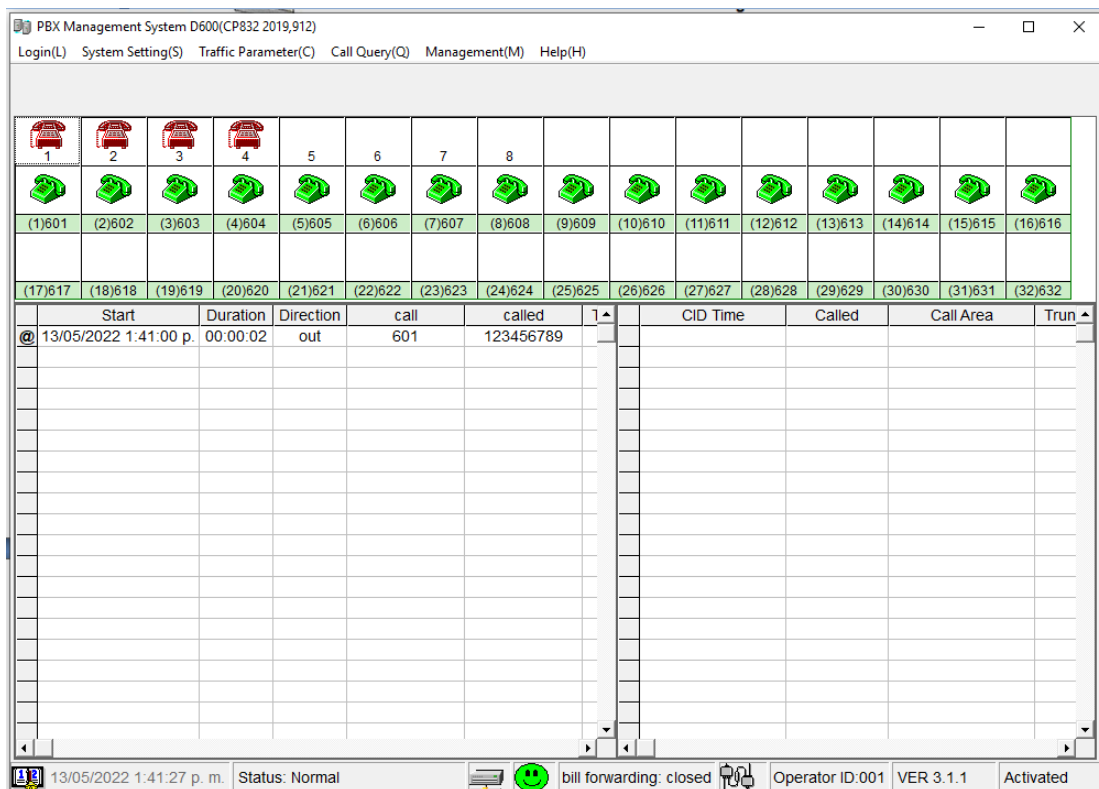 PBX Management System D600(CP832 2019,912)
Login(L) System Setting(S) Traffic Parameter(C) Call Query(Q) Management(M) Help(H)
1 2 3 4 5 6 7 8
(1)601 (2)602 (3)603 (4)604 (5)605 (6)606 (7)607 (8)608 (9)609 (10)610 (11)611 (12)612 (13)613 (14)614 (15)615 (16)616
(17)617 (18)618 (19)619 (20)620 (21)621 (22)622 (23)623 (24)624 (25)625 (26)626 (27)627 (28)628 (29)629 (30)630 (31)631 (32)632
Start Duration Direction call called T CID Time Called Call Area Trun
@ 13/05/2022 1:41:00 p. 00:00:02 out 601 123456789
12 13/05/2022 1:41:27 p. m. Status: Normal bill forwarding: closed Operator ID:001 VER 3.1.1 Activated